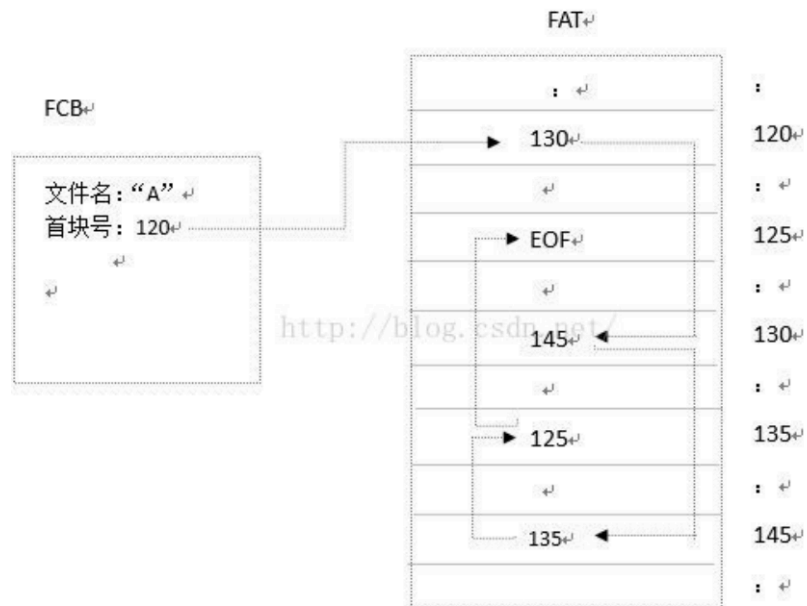 FAT
FCB
文件名：“A”
首块号：120
：
130
EOF
145
125
135
：
120
：
125
：
130
：
135
：
145
：
http://blog.csdn.net/